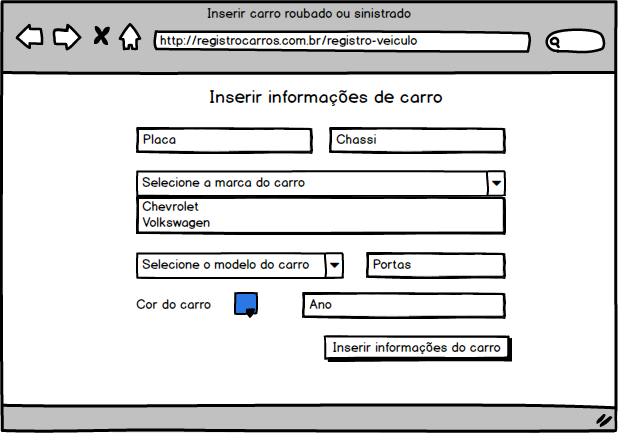 Inserir carro roubado ou sinistrado
http://registrocarros.com.br/registro-veiculo
Inserir informações de carro
Placa
Chassi
Selecione a marca do carro
Chevrolet
Volkswagen
Selecione o modelo do carro
Portas
Cor do carro
Ano
Inserir informações do carro